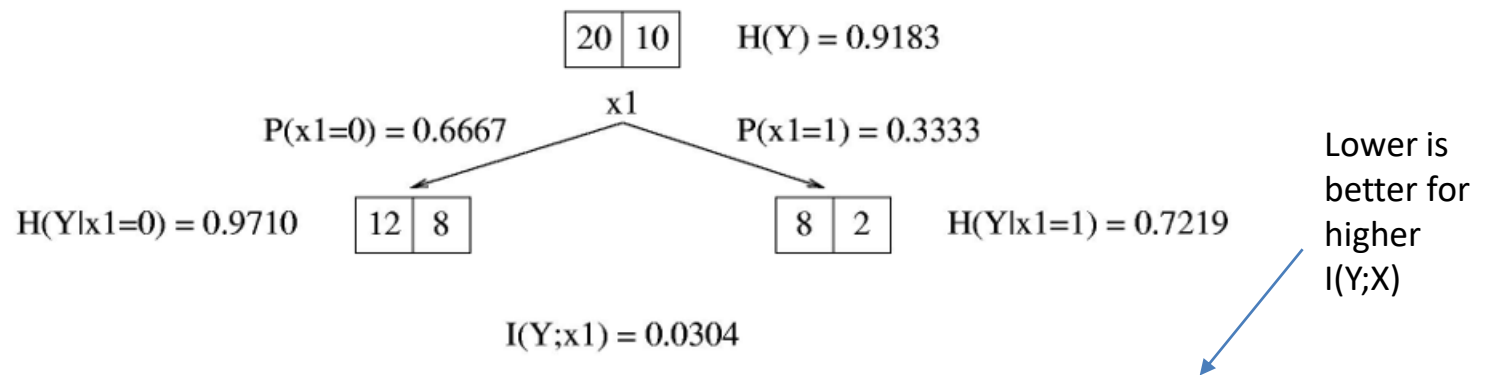 20 10 H(Y) = 0.9183
x1
P(x1=0) = 0.6667 P(x1=1) = 0.3333
H(Y|x1=0) = 0.9710 12 8 8 2 H(Y|x1=1) = 0.7219
I(Y;x1) = 0.0304
Lower is
better for
higher
I(Y;X)